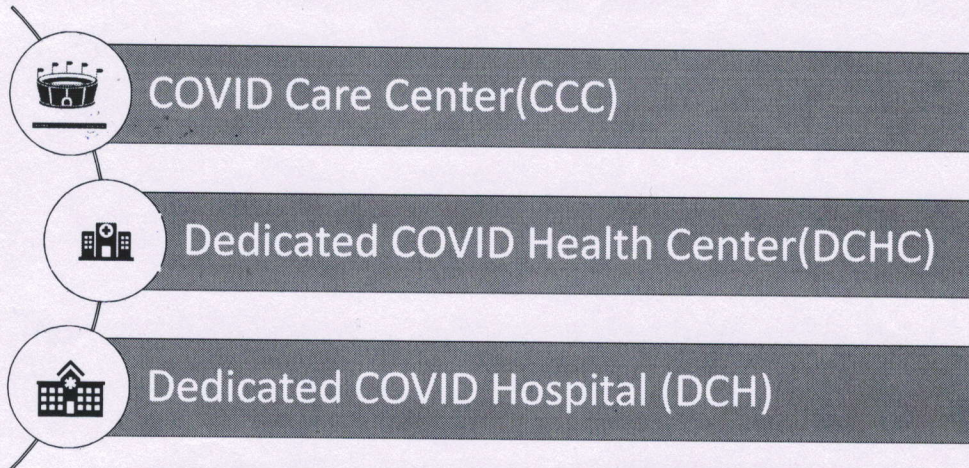 COVID Care Center(CCC)
Dedicated COVID Health Center(DCHC)
Dedicated COVID Hospital (DCH)